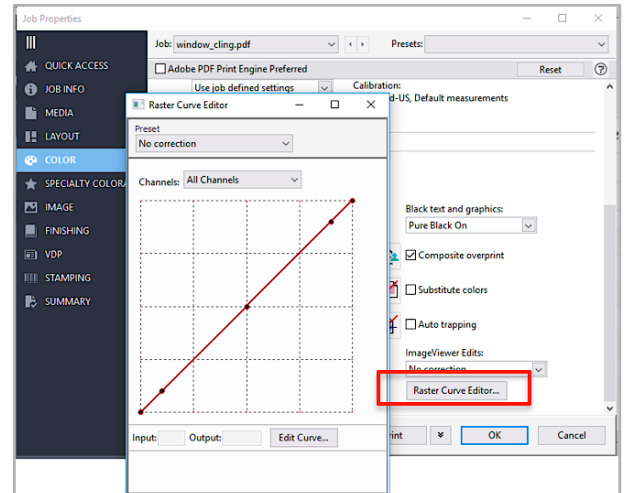 Job Properties
Job: window_cling.pdf
Presets:
QUICK ACCESS
JOB INFO
MEDIA
LAYOUT
COLOR
SPECIALTY COLORA
IMAGE
FINISHING
VDP
STAMPING
SUMMARY
Adobe PDF Print Engine Preferred
Reset
Use job defined settings
Calibration:
d-US, Default measurements
Raster Curve Editor
Preset
No correction
Channels: All Channels
Input:
Output:
Edit Curve...
Black text and graphics:
Pure Black On
Composite overprint
Substitute colors
Auto trapping
ImageViewer Edits:
No correction
Raster Curve Editor...
rint
OK
Cancel